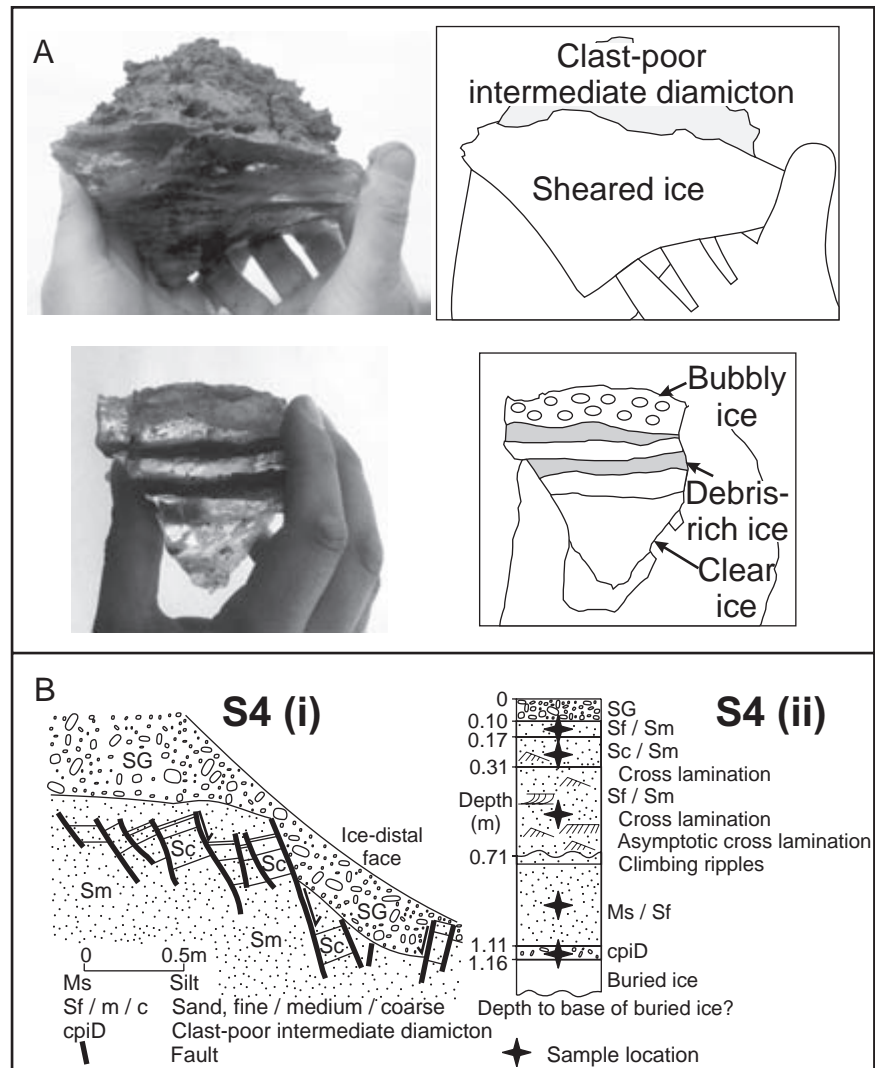 A
Clast-poor
intermediate diamicton
Sheared ice
Bubbly
ice
Debris-
rich ice
Clear
ice
B
S4 (i)
SG
Ice-distal
face
Sc
Sc
Sm
SG
Sm
Sc
0 0.5m
Ms Silt
Sf / m / c Sand, fine / medium / coarse
cpiD Clast-poor intermediate diamicton
Fault
S4 (ii)
0
SG
0.10
Sf / Sm
0.17
Sc / Sm
0.31
Cross lamination
Depth
(m)
Sf / Sm
Cross lamination
Asymptotic cross lamination
0.71
Climbing ripples
Ms / Sf
1.11
cpiD
1.16
Buried ice
Depth to base of buried ice?
Sample location